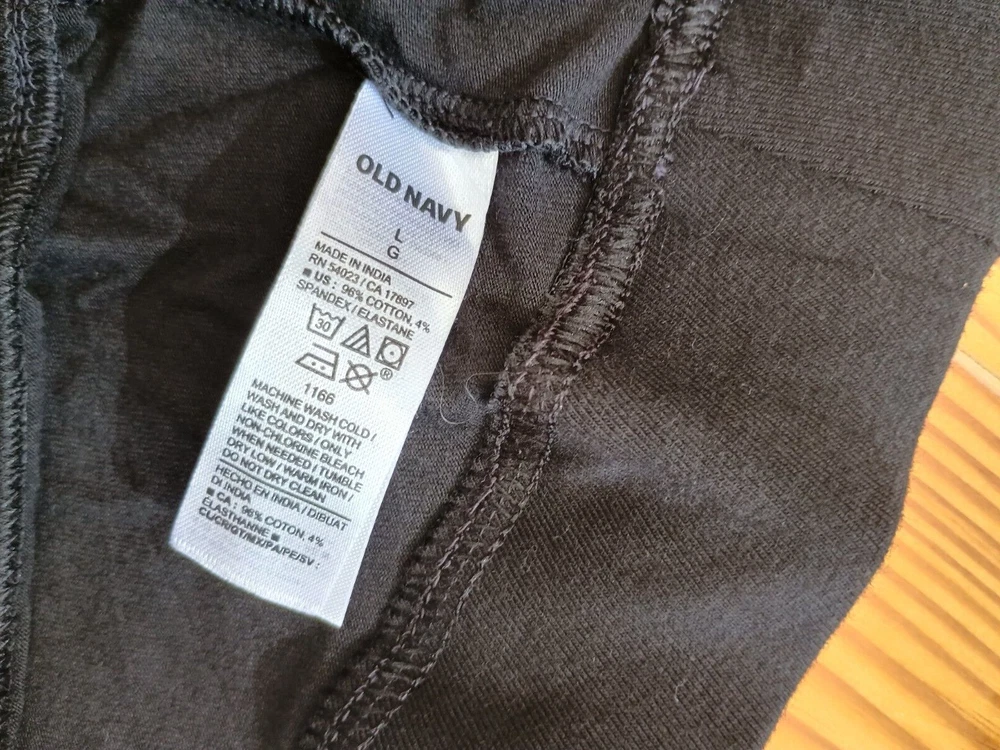 OLD NAVY
L
G
MADE IN INDIA
RN 54023 / CA 17897
■ US : 96% COTTON, 4%
SPANDEX / ELASTANE
30
®
1166
MACHINE WASH COLD /
WASH AND DRY WITH
LIKE COLORS / ONLY
NON-CHLORINE BLEACH
WHEN NEEDED / TUMBLE
DRY LOW / WARM IRON /
DO NOT DRY CLEAN
HECHO EN INDIA / DIBUAT
DI INDIA
■ CA : 96% COTON, 4%
ELASTHANNE ■
CL/CR/GT/MX/PA/PE/SV :